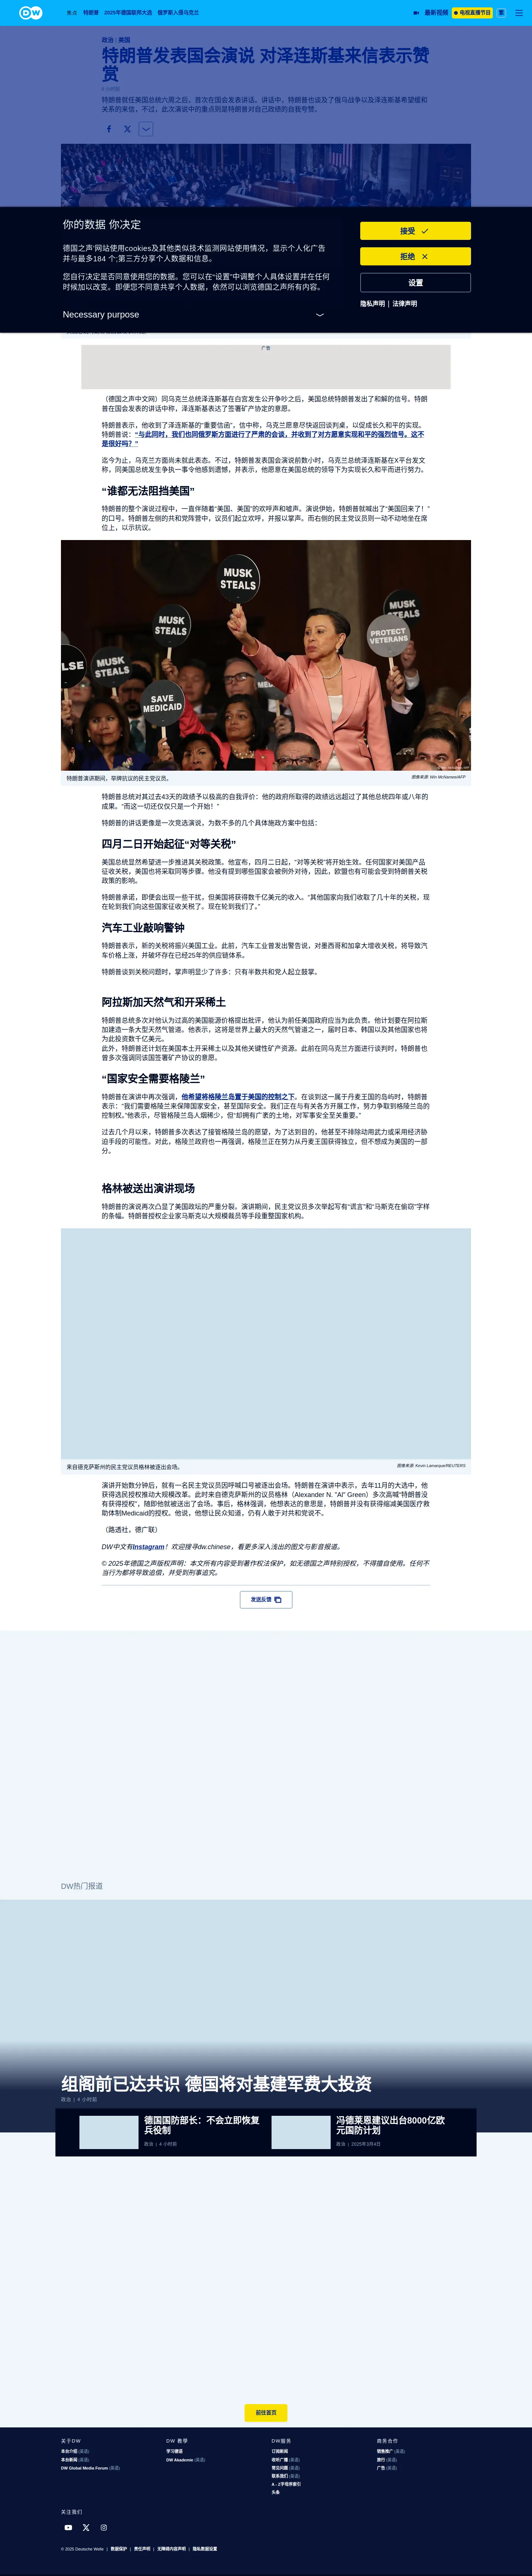 DW
焦点
特朗普
2025年德国联邦大选
俄罗斯入侵乌克兰
最新视频
电视直播节目
繁
政治 | 美国
特朗普发表国会演说 对泽连斯基来信表示赞
赏
特朗普就任美国总统六周之后，首次在国会发表讲话。讲话中，特朗普也谈及了俄乌战争以及泽连斯基希望缓和
关系的来信，不过，此次演说中的重点则是特朗普对自己政绩的自我夸赞。
你的数据 你决定
接受
德国之声'网站使用cookies及其他类似技术监测网站使用情况，显示个人化广告
并与最多184 个;第三方分享个人数据和信息。
拒绝
您可自行决定是否同意使用您的数据。您可以在"设置"中调整个人具体设置并在任何
时候加以改变。即便您不同意共享个人数据，依然可以浏览德国之声所有内容。
设置
隐私声明 | 法律声明
Necessary purpose
广告
（德国之声中文网）同乌克兰总统泽连斯基在白宫发生公开争吵之后，美国总统特朗普发出了和解的信号。特朗
普在国会发表的讲话中称，泽连斯基表达了签署矿产协定的意愿。
特朗普表示，他收到了泽连斯基的"重要信函"，信中称，乌克兰愿意尽快返回谈判桌，以促成长久和平的实现。
特朗普说：“与此同时，我们也同俄罗斯方面进行了严肃的会谈，并收到了对方愿意实现和平的强烈信号。这不
是很好吗？”
迄今为止，乌克兰方面尚未就此表态。不过，特朗普发表国会演说前数小时，乌克兰总统泽连斯基在X平台发文
称，同美国总统发生争执一事令他感到遗憾，并表示，他愿意在美国总统的领导下为实现长久和平而进行努力。
“谁都无法阻挡美国”
特朗普的整个演说过程中，一直伴随着“美国、美国”的欢呼声和嘘声。演说伊始，特朗普就喊出了“美国回来了！”
的口号。特朗普左侧的共和党阵营中，议员们起立欢呼，并报以掌声。而右侧的民主党议员则一动不动地坐在席
位上，以示抗议。
MUSK
STEALS
MUSK
STEALS
MUSK
STEALS
MUSK
STEALS
LSE
PROTECT
VETERANS
SAVE
MEDICAID
特朗普演讲期间，举牌抗议的民主党议员。
图像来源: Win McNamee/AFP
特朗普总统对其过去43天的政绩予以极高的自我评价：他的政府所取得的政绩远远超过了其他总统四年或八年的
成果。“而这一切还仅仅只是一个开始！”
特朗普的讲话更像是一次竞选演说，为数不多的几个具体施政方案中包括：
四月二日开始起征“对等关税”
美国总统显然希望进一步推进其关税政策。他宣布，四月二日起，“对等关税”将开始生效。任何国家对美国产品
征收关税，美国也将采取同等步骤。他没有提到哪些国家会被例外对待，因此，欧盟也有可能会受到特朗普关税
政策的影响。
特朗普承诺，即便会出现一些干扰，但美国将获得数千亿美元的收入。“其他国家向我们收取了几十年的关税，现
在轮到我们向这些国家征收关税了。现在轮到我们了。”
汽车工业敲响警钟
特朗普表示，新的关税将振兴美国工业。此前，汽车工业曾发出警告说，对墨西哥和加拿大增收关税，将导致汽
车价格上涨，并破坏存在已经25年的供应链体系。
特朗普谈到关税问题时，掌声明显少了许多：只有半数共和党人起立鼓掌。
阿拉斯加天然气和开采稀土
特朗普总统多次对他认为过高的美国能源价格提出批评，他认为前任美国政府应当为此负责。他计划要在阿拉斯
加建造一条大型天然气管道。他表示，这将是世界上最大的天然气管道之一，届时日本、韩国以及其他国家也将
为此投资数千亿美元。
此外，特朗普还计划在美国本土开采稀土以及其他关键性矿产资源。此前在同乌克兰方面进行谈判时，特朗普也
曾多次强调同该国签署矿产协议的意愿。
“国家安全需要格陵兰”
特朗普在演讲中再次强调，他希望将格陵兰岛置于美国的控制之下。在谈到这一属于丹麦王国的岛屿时，特朗普
表示：“我们需要格陵兰来保障国家安全，甚至国际安全。我们正在与有关各方开展工作，努力争取到格陵兰岛的
控制权。”他表示，尽管格陵兰岛人烟稀少，但“却拥有广袤的土地，对军事安全至关重要。”
过去几个月以来，特朗普多次表达了接管格陵兰岛的愿望，为了达到目的，他甚至不排除动用武力或采用经济胁
迫手段的可能性。对此，格陵兰政府也一再强调，格陵兰正在努力从丹麦王国获得独立，但不想成为美国的一部
分。
格林被送出演讲现场
特朗普的演说再次凸显了美国政坛的严重分裂。演讲期间，民主党议员多次举起写有“谎言”和“马斯克在偷窃”字样
的条幅。特朗普授权企业家马斯克以大规模裁员等手段重整国家机构。
来自德克萨斯州的民主党议员格林被逐出会场。
图像来源: Kevin Lamarque/REUTERS
演讲开始数分钟后，就有一名民主党议员因呼喊口号被逐出会场。特朗普在演讲中表示，去年11月的大选中，他
获得选民授权推动大规模改革。此时来自德克萨斯州的议员格林（Alexander N. "Al" Green）多次高喊“特朗普没
有获得授权”，随即他就被送出了会场。事后，格林强调，他想表达的意思是，特朗普并没有获得缩减美国医疗救
助体制Medicaid的授权。他说，他想让民众知道，仍有人敢于对共和党说不。
（路透社，德广联）
DW中文有Instagram！欢迎搜寻dw.chinese，看更多深入浅出的图文与影音报道。
© 2025年德国之声版权声明：本文所有内容受到著作权法保护，如无德国之声特别授权，不得擅自使用。任何不
当行为都将导致追偿，并受到刑事追究。
发送反馈
DW热门报道
组阁前已达共识 德国将对基建军费大投资
政治 | 4 小时前
德国国防部长：不会立即恢复
兵役制
政治 | 4 小时前
冯德莱恩建议出台8000亿欧
元国防计划
政治 | 2025年3月4日
前往首页
关于DW
本台介绍 (英语)
本台新闻 (英语)
DW Global Media Forum (英语)
DW 教學
学习德语
DW Akademie (英语)
DW服务
订阅新闻
收听广播 (英语)
常见问题 (英语)
联系我们 (英语)
A - Z字母序索引
头条
商务合作
销售推广 (英语)
旅行 (英语)
广告 (英语)
关注我们
© 2025 Deutsche Welle | 数据保护 | 责任声明 | 无障碍内容声明 | 隐私数据设置